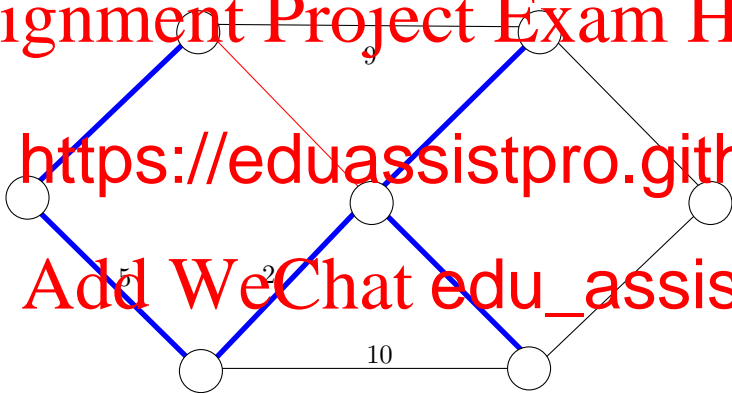 ignment Project Exam H
9
https://eduassistpro.gith
5
2
Add WeChat edu_assis
10